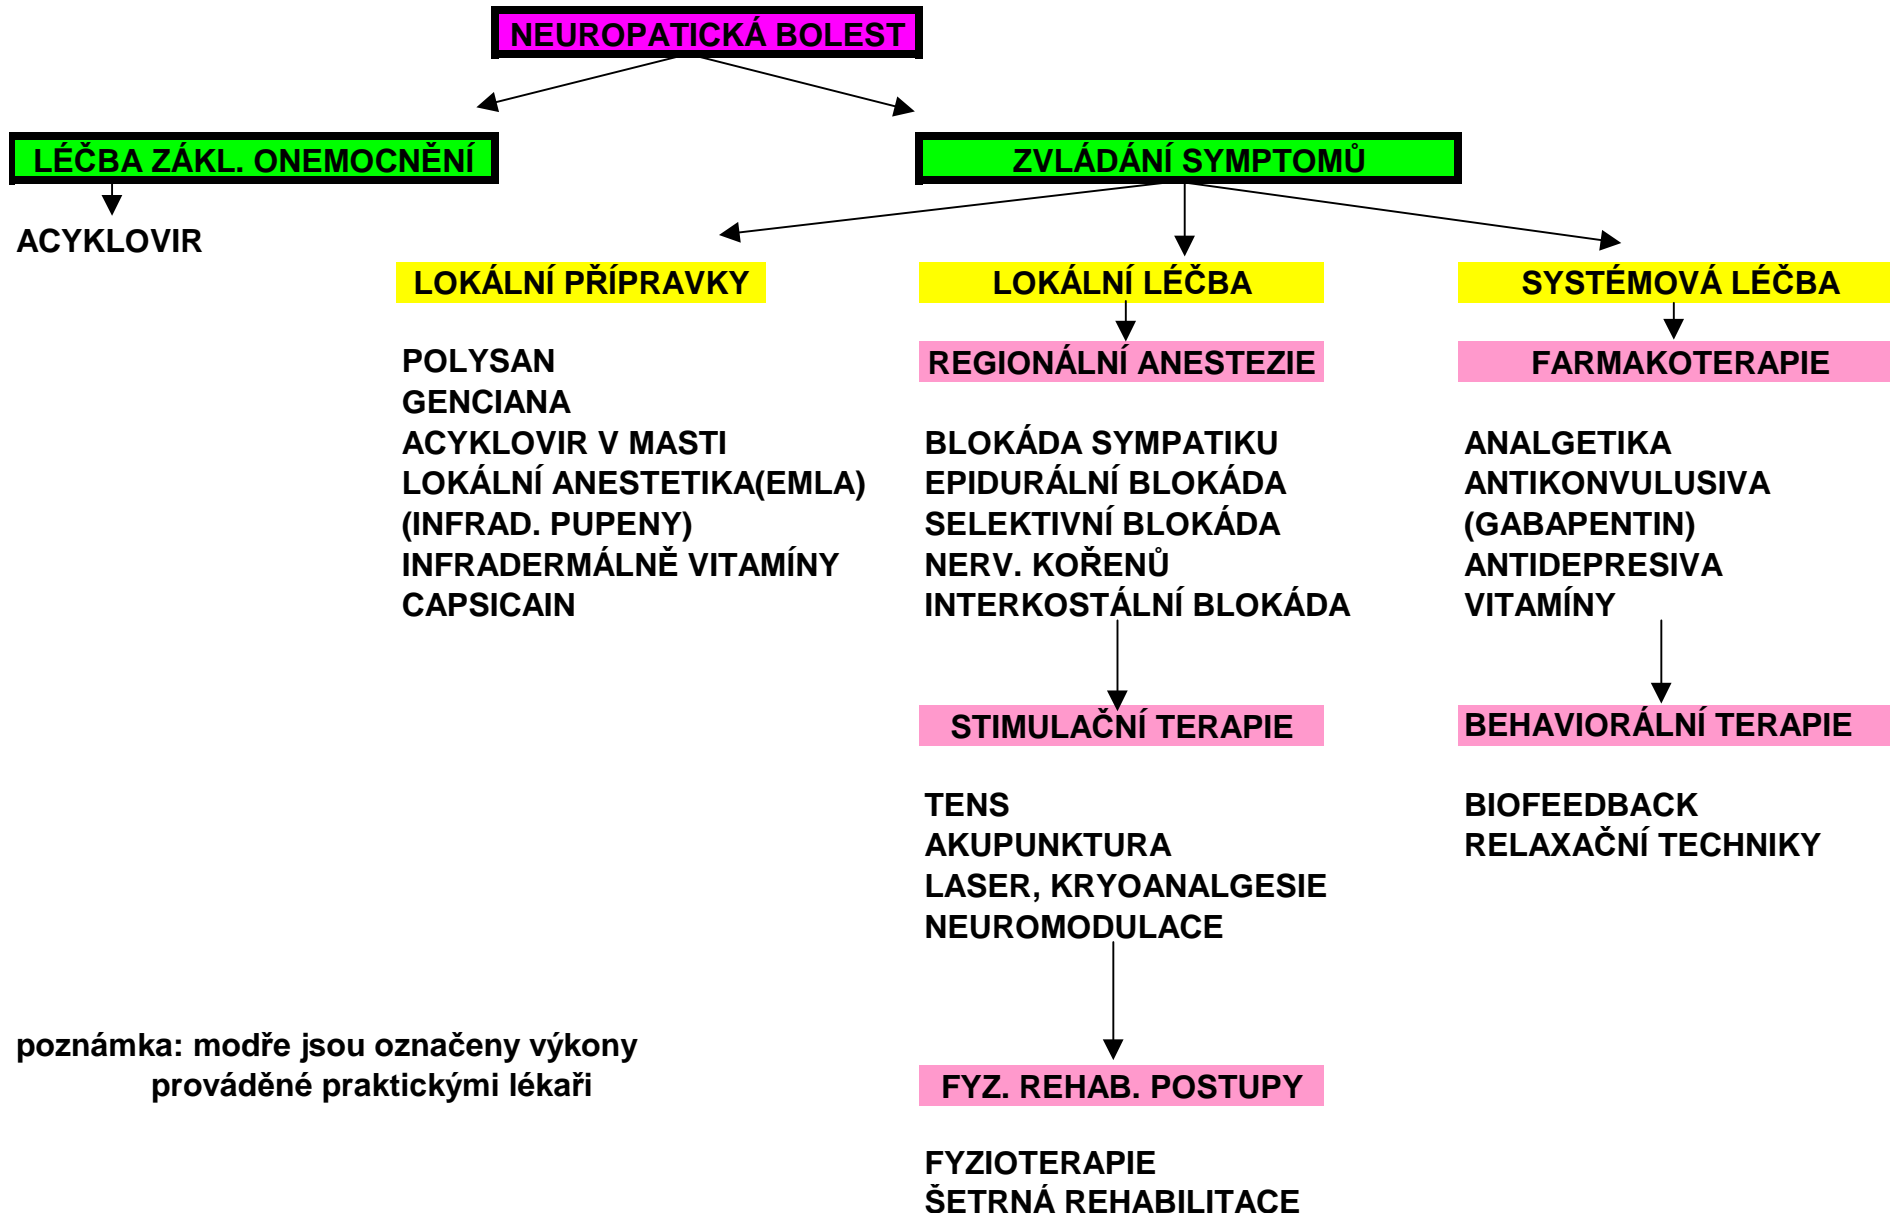 NEUROPATICKÁ BOLEST
LÉČBA ZÁKL. ONEMOCNĚNÍ
ZVLÁDÁNÍ SYMPTOMŮ
ACYKLOVIR
LOKÁLNÍ PŘÍPRAVKY
POLYSAN
GENCIANA
ACYKLOVIR V MASTI
LOKÁLNÍ ANESTETIKA(EMLA)
(INFRAD. PUPENY)
INFRADERMÁLNĚ VITAMÍNY
CAPSICAIN
LOKÁLNÍ LÉČBA
REGIONÁLNÍ ANESTEZIE
BLOKÁDA SYMPATIKU
EPIDURÁLNÍ BLOKÁDA
SELEKTIVNÍ BLOKÁDA
NERV. KOŘENŮ
INTERKOSTÁLNÍ BLOKÁDA
STIMULAČNÍ TERAPIE
TENS
AKUPUNKTURA
LASER, KRYOANALGESIE
NEUROMODULACE
FYZ. REHAB. POSTUPY
FYZIOTERAPIE
ŠETRNÁ REHABILITACE
SYSTÉMOVÁ LÉČBA
FARMAKOTERAPIE
ANALGETIKA
ANTIKONVULUSIVA
(GABAPENTIN)
ANTIDEPRESIVA
VITAMÍNY
BEHAVIORÁLNÍ TERAPIE
BIOFEEDBACK
RELAXAČNÍ TECHNIKY
poznámka: modře jsou označeny výkony
prováděné praktickými lékaři